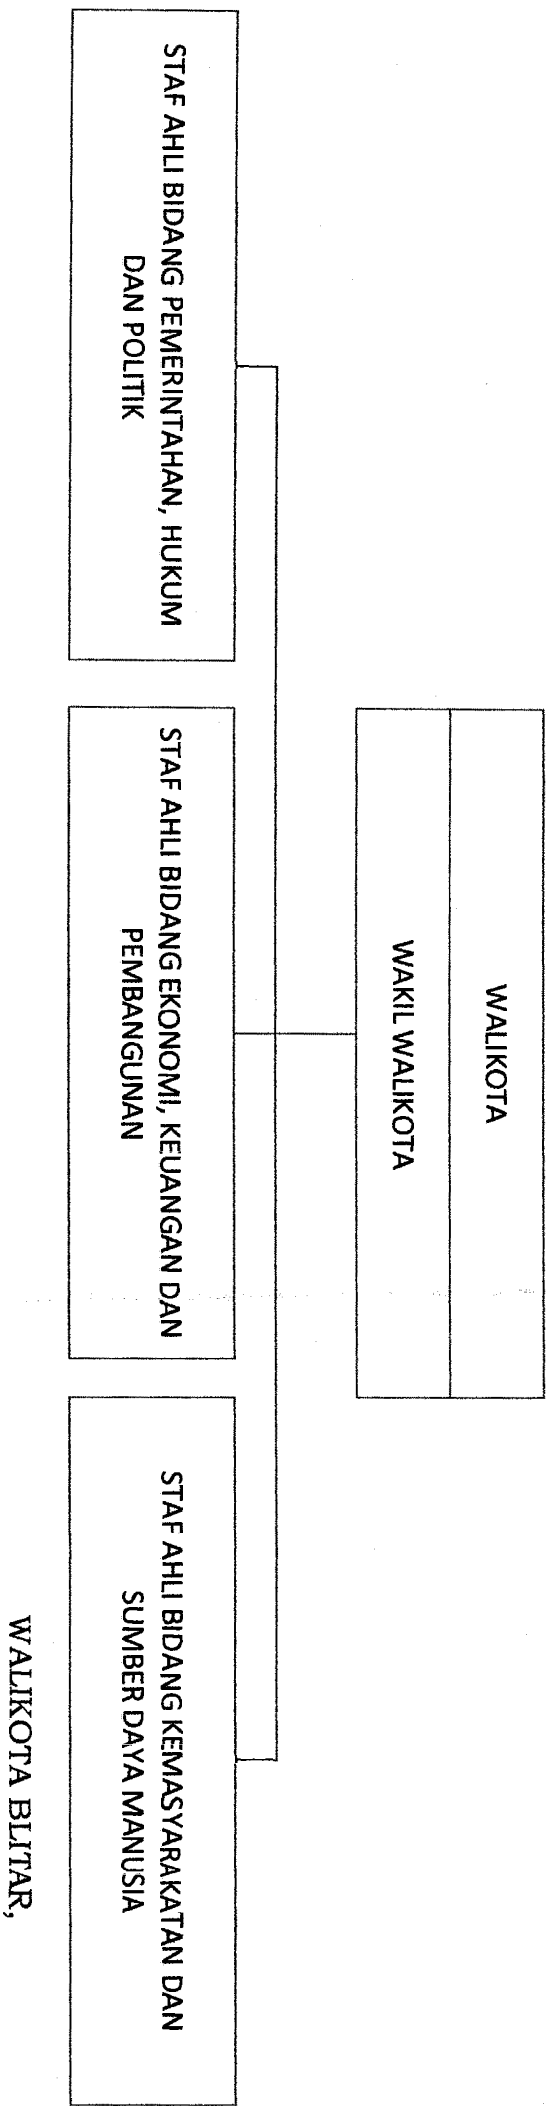 WALIKOTA
WAKIL WALIKOTA
STAF AHLI BIDANG PEMERINTAHAN, HUKUM
DAN POLITIK
STAF AHLI BIDANG EKONOMI, KEUANGAN DAN
PEMBANGUNAN
STAF AHLI BIDANG KEMASYARAKATAN DAN
SUMBER DAYA MANUSIA
WALIKOTA BLITAR,